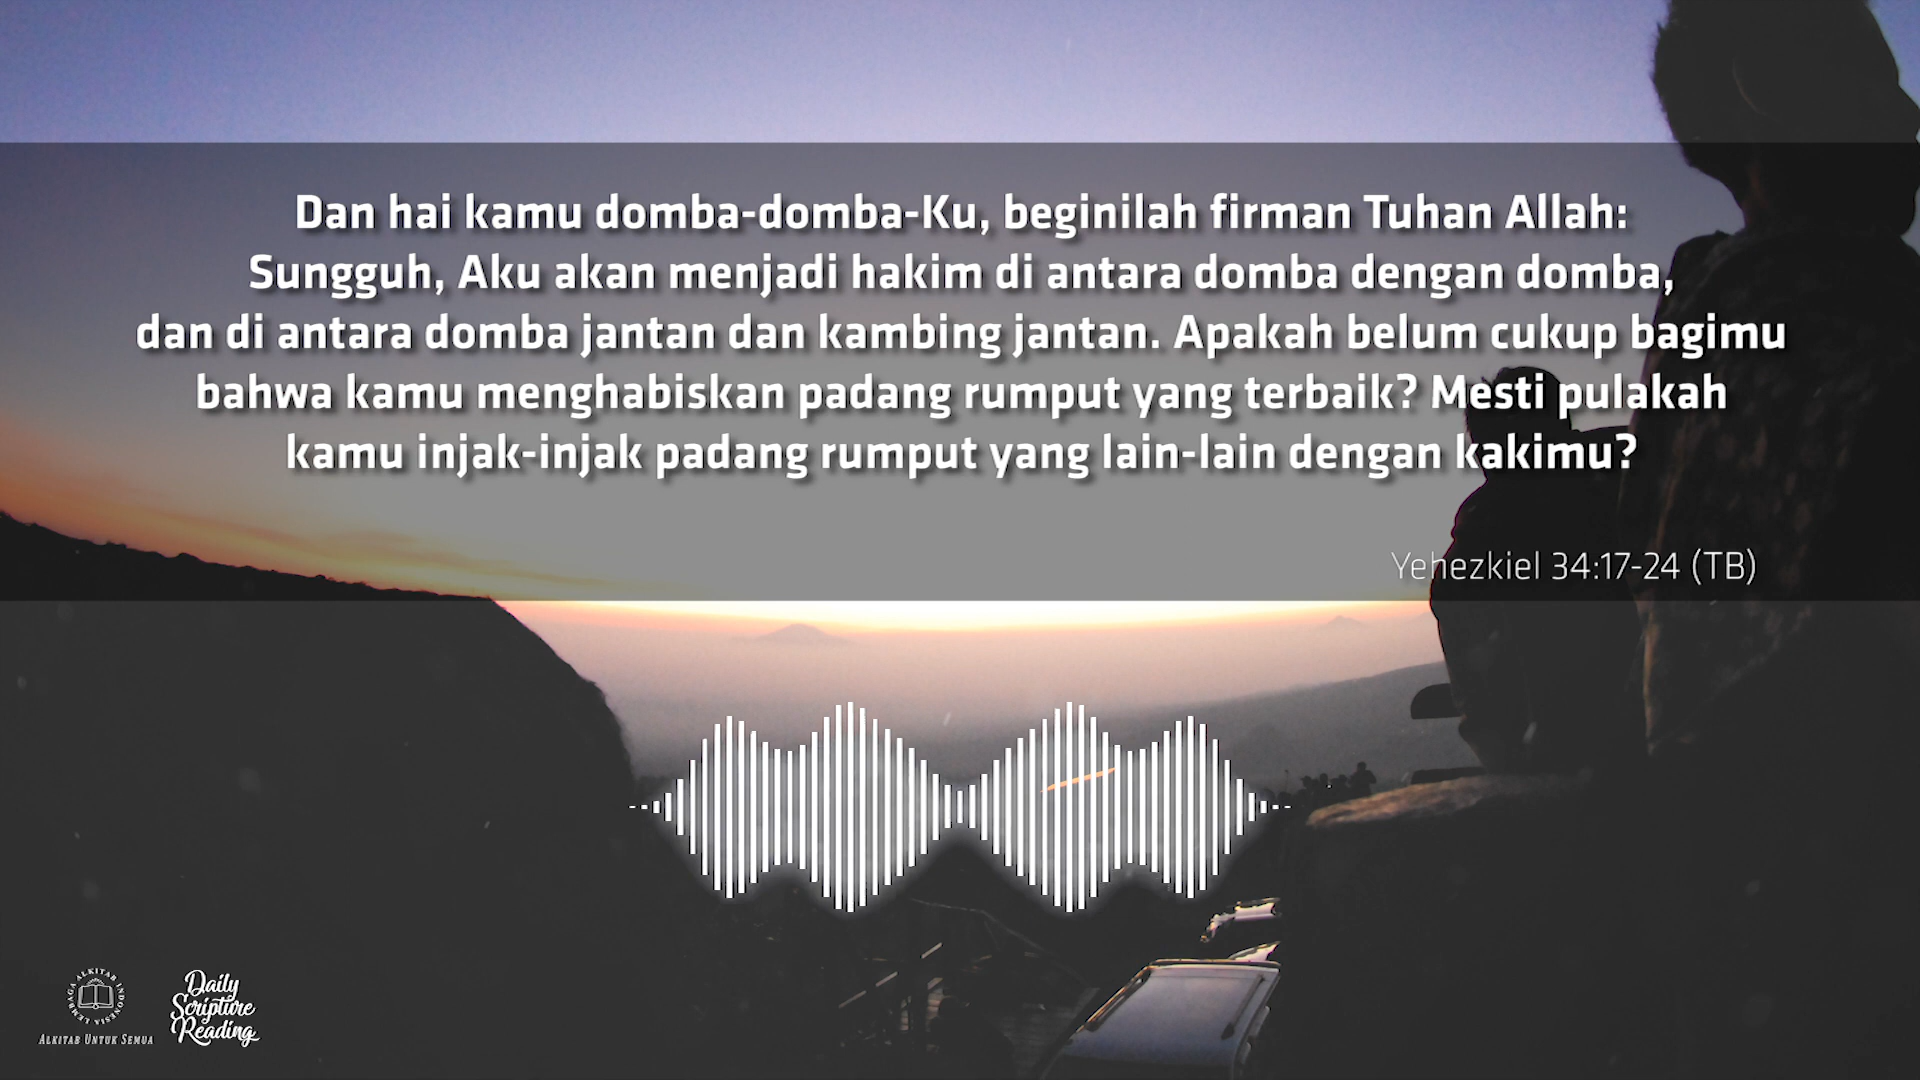 Dan hai kamu domba-domba-Ku, beginilah firman Tuhan Allah:
Sungguh, Aku akan menjadi hakim di antara domba dengan domba,
dan di antara domba jantan dan kambing jantan. Apakah belum cukup bagimu
bahwa kamu menghabiskan padang rumput yang terbaik? Mesti pulakah
kamu injak-injak padang rumput yang lain-lain dengan kakimu?
Yehezkiel 34:17-24 (TB)
LEMBAGA ALKITAB INDONESIA
ALKITAB UNTUK SEMUA
Daily
Scripture
Reading